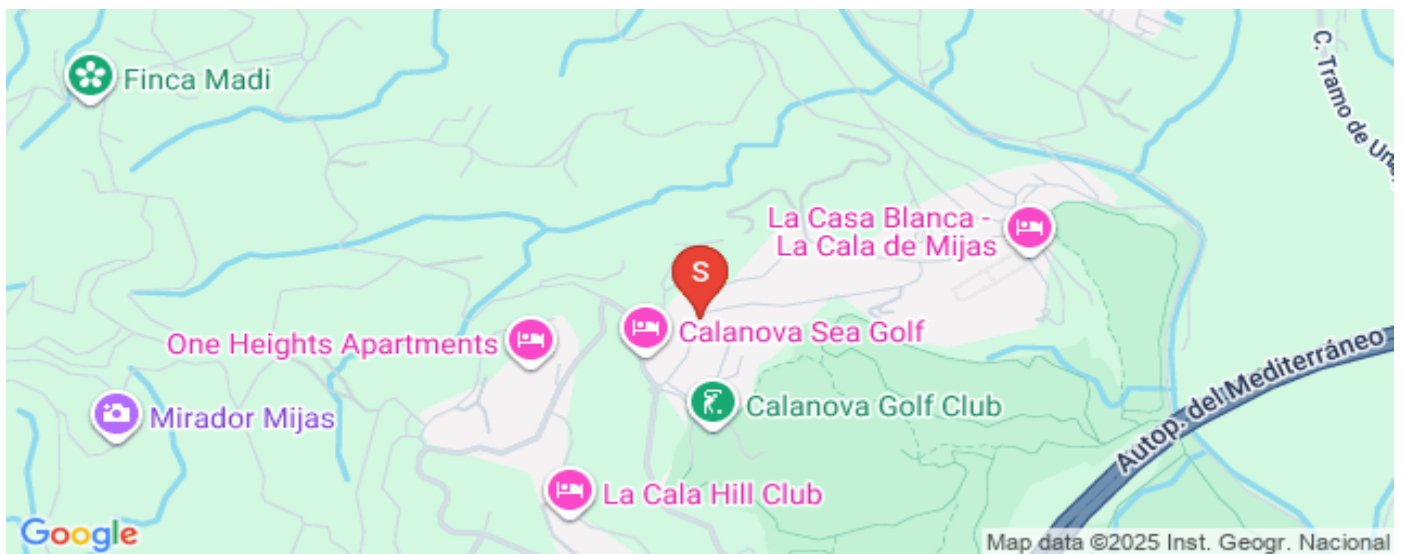 Finca Madi
C. Tramo de Un
La Casa Blanca -
La Cala de Mijas
S
Calanova Sea Golf
One Heights Apartments
Autop. del Mediterráneo
Calanova Golf Club
Mirador Mijas
La Cala Hill Club
Google
Map data ©2025 Inst. Geogr. Nacional